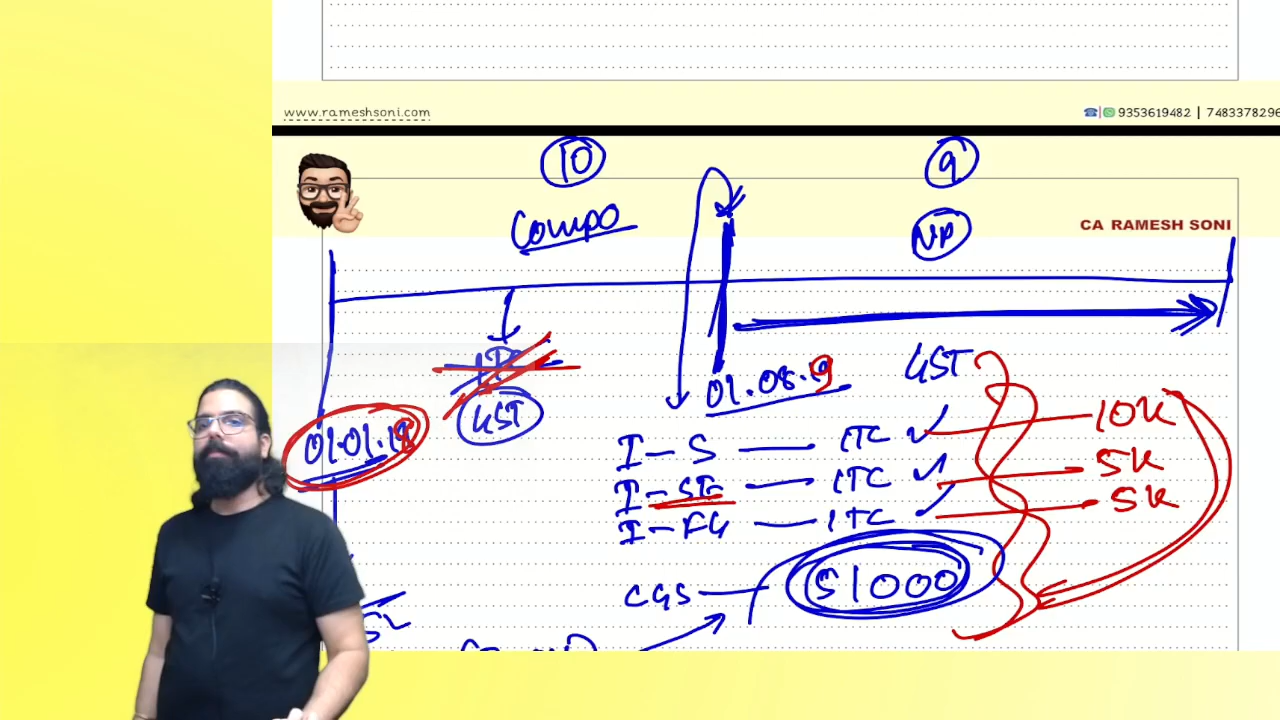 www.rameshsoni.com
9353619482 | 7483378296
10
9
Compo
NP
CA RAMESH SONI
GST
01.08.19
01.01.18
GST
I - S — ITC ✓ 10K
I - SFG — ITC ✓ 5K
I - FG — ITC ✓ 5K
CGS — 51000